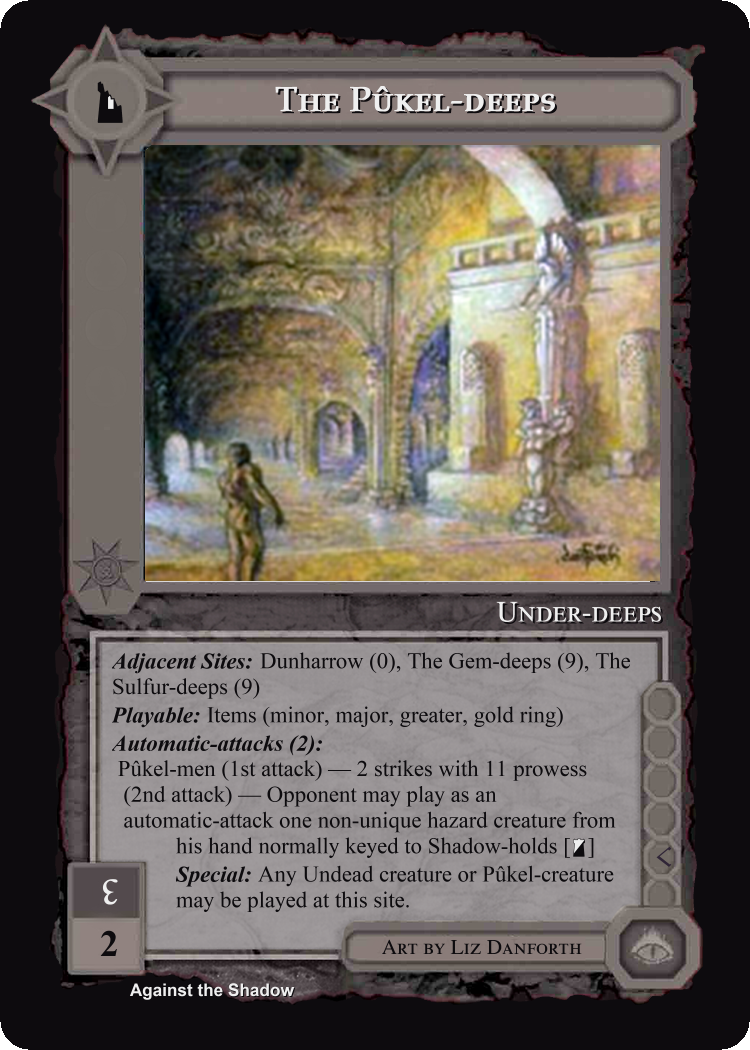 The Pûkel-deeps
Under-deeps
Adjacent Sites: Dunharrow (0), The Gem-deeps (9), The
Sulfur-deeps (9)
Playable: Items (minor, major, greater, gold ring)
Automatic-attacks (2):
Pûkel-men (1st attack) — 2 strikes with 11 prowess
(2nd attack) — Opponent may play as an
automatic-attack one non-unique hazard creature from
his hand normally keyed to Shadow-holds []
Special: Any Undead creature or Pûkel-creature
may be played at this site.
2
Art by Liz Danforth
Against the Shadow